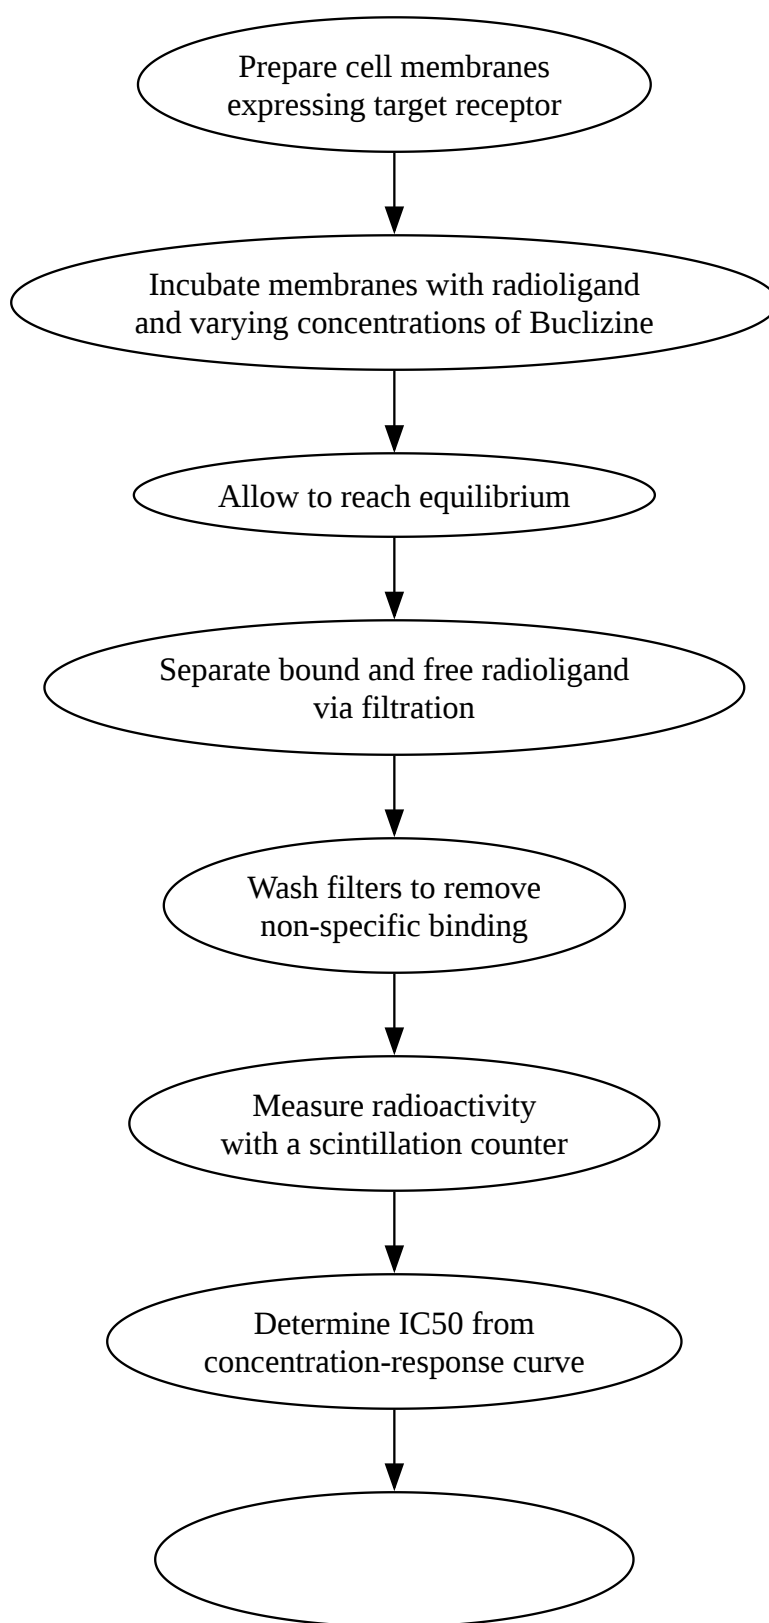 Prepare cell membranes
expressing target receptor
Incubate membranes with radioligand
and varying concentrations of Buclizine
Allow to reach equilibrium
Separate bound and free radioligand
via filtration
Wash filters to remove
non-specific binding
Measure radioactivity
with a scintillation counter
Determine IC50 from
concentration-response curve